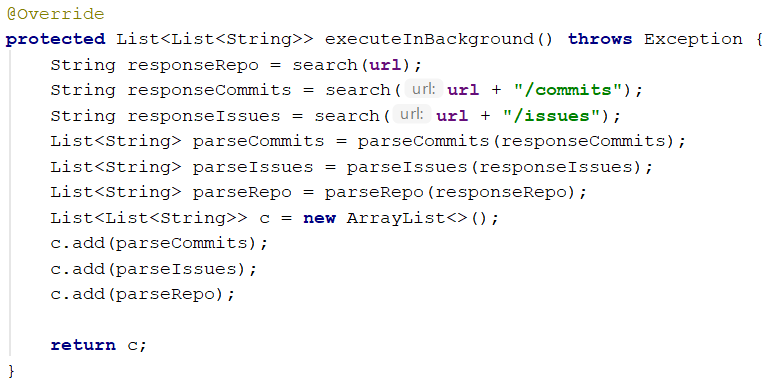 @Override
protected List<List<String>> executeInBackground() throws Exception {
    String responseRepo = search(url);
    String responseCommits = search( url: url + "/commits");
    String responseIssues = search( url: url + "/issues");
    List<String> parseCommits = parseCommits(responseCommits);
    List<String> parseIssues = parseIssues(responseIssues);
    List<String> parseRepo = parseRepo(responseRepo);
    List<List<String>> c = new ArrayList<>();
    c.add(parseCommits);
    c.add(parseIssues);
    c.add(parseRepo);

    return c;
}